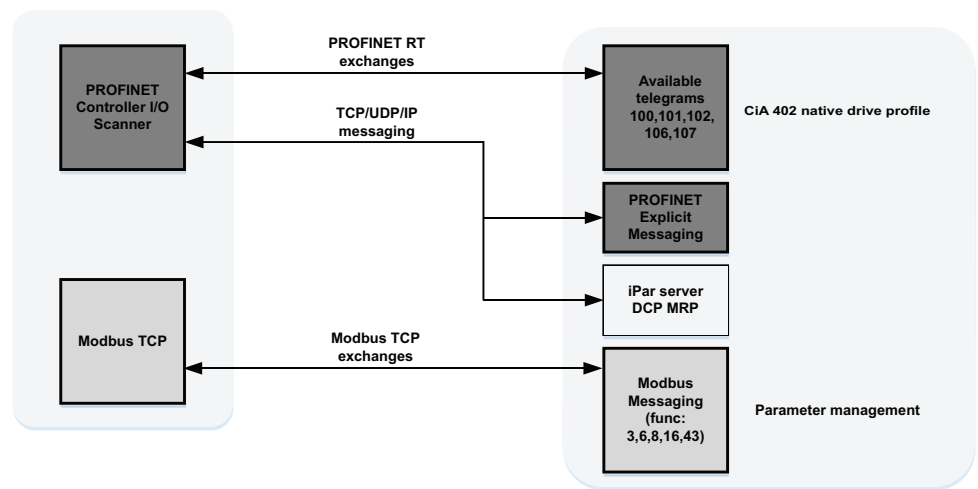 PROFINET RT
exchanges
PROFINET
Controller I/O
Scanner
Available
telegrams
100,101,102,
106,107
CiA 402 native drive profile
TCP/UDP/IP
messaging
PROFINET
Explicit
Messaging
iPar server
DCP MRP
Modbus TCP
Modbus TCP
exchanges
Modbus
Messaging
(func:
3,6,8,16,43)
Parameter management